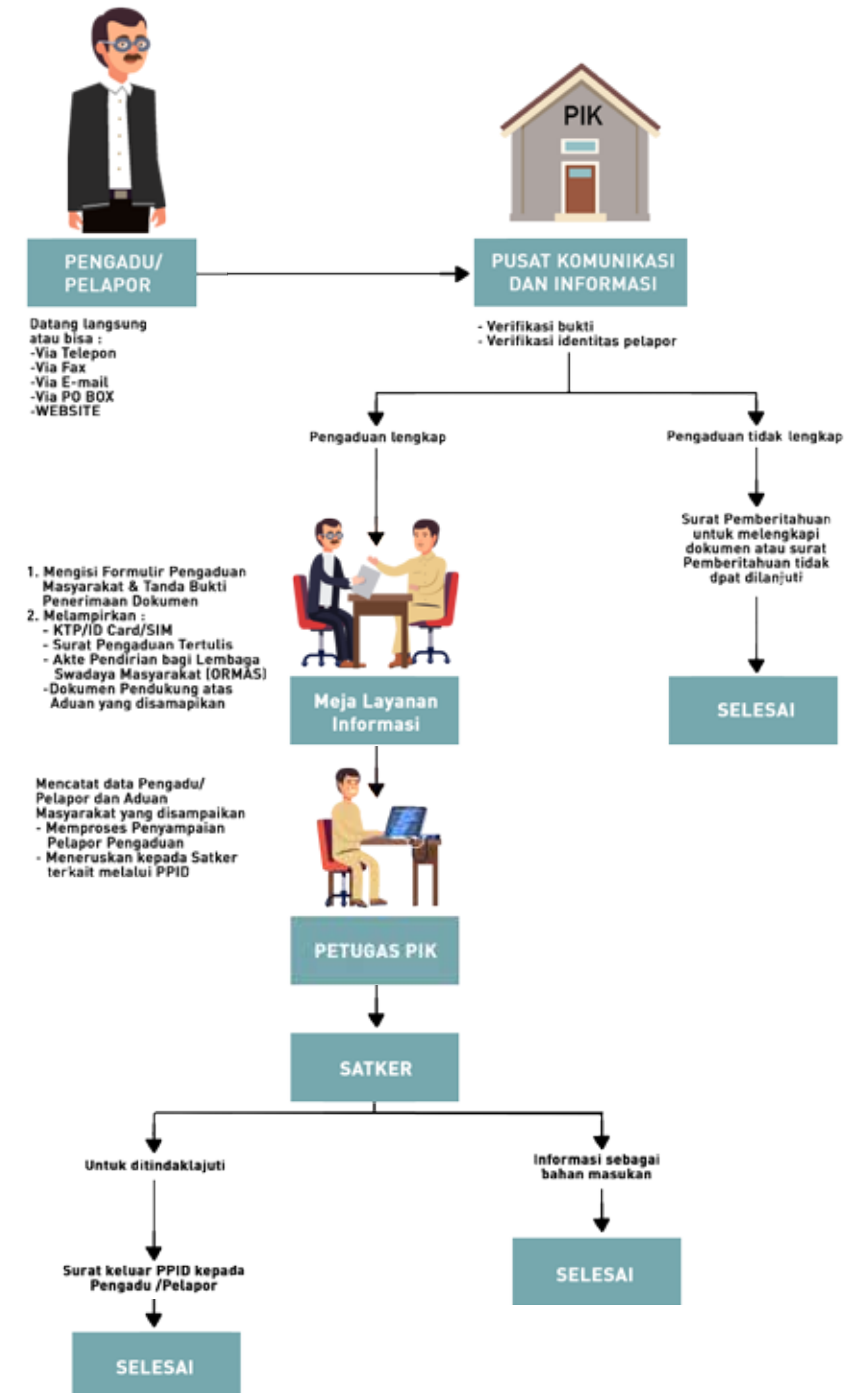 PIK
PENGADU/
PELAPOR
PUSAT KOMUNIKASI
DAN INFORMASI
Datang langsung
atau bisa :
-Via Telepon
-Via Fax
-Via E-mail
-Via PO BOX
-WEBSITE
- Verifikasi bukti
- Verifikasi identitas pelapor
Pengaduan lengkap
Pengaduan tidak lengkap
Surat Pemberitahuan
untuk melengkapi
dokumen atau surat
Pemberitahuan tidak
dpat dilanjuti
SELESAI
1. Mengisi Formulir Pengaduan
Masyarakat & Tanda Bukti
Penerimaan Dokumen
2. Melampirkan :
- KTP/ID Card/SIM
- Surat Pengaduan Tertulis
- Akte Pendirian bagi Lembaga
Swadaya Masyarakat (ORMAS)
-Dokumen Pendukung atas
Aduan yang disamapikan
Meja Layanan
Informasi
Mencatat data Pengadu/
Pelapor dan Aduan
Masyarakat yang disampaikan
- Memproses Penyampaian
Pelapor Pengaduan
- Meneruskan kepada Satker
terkait melalui PPID
PETUGAS PIK
SATKER
Untuk ditindaklajuti
Informasi sebagai
bahan masukan
Surat keluar PPID kepada
Pengadu /Pelapor
SELESAI
SELESAI